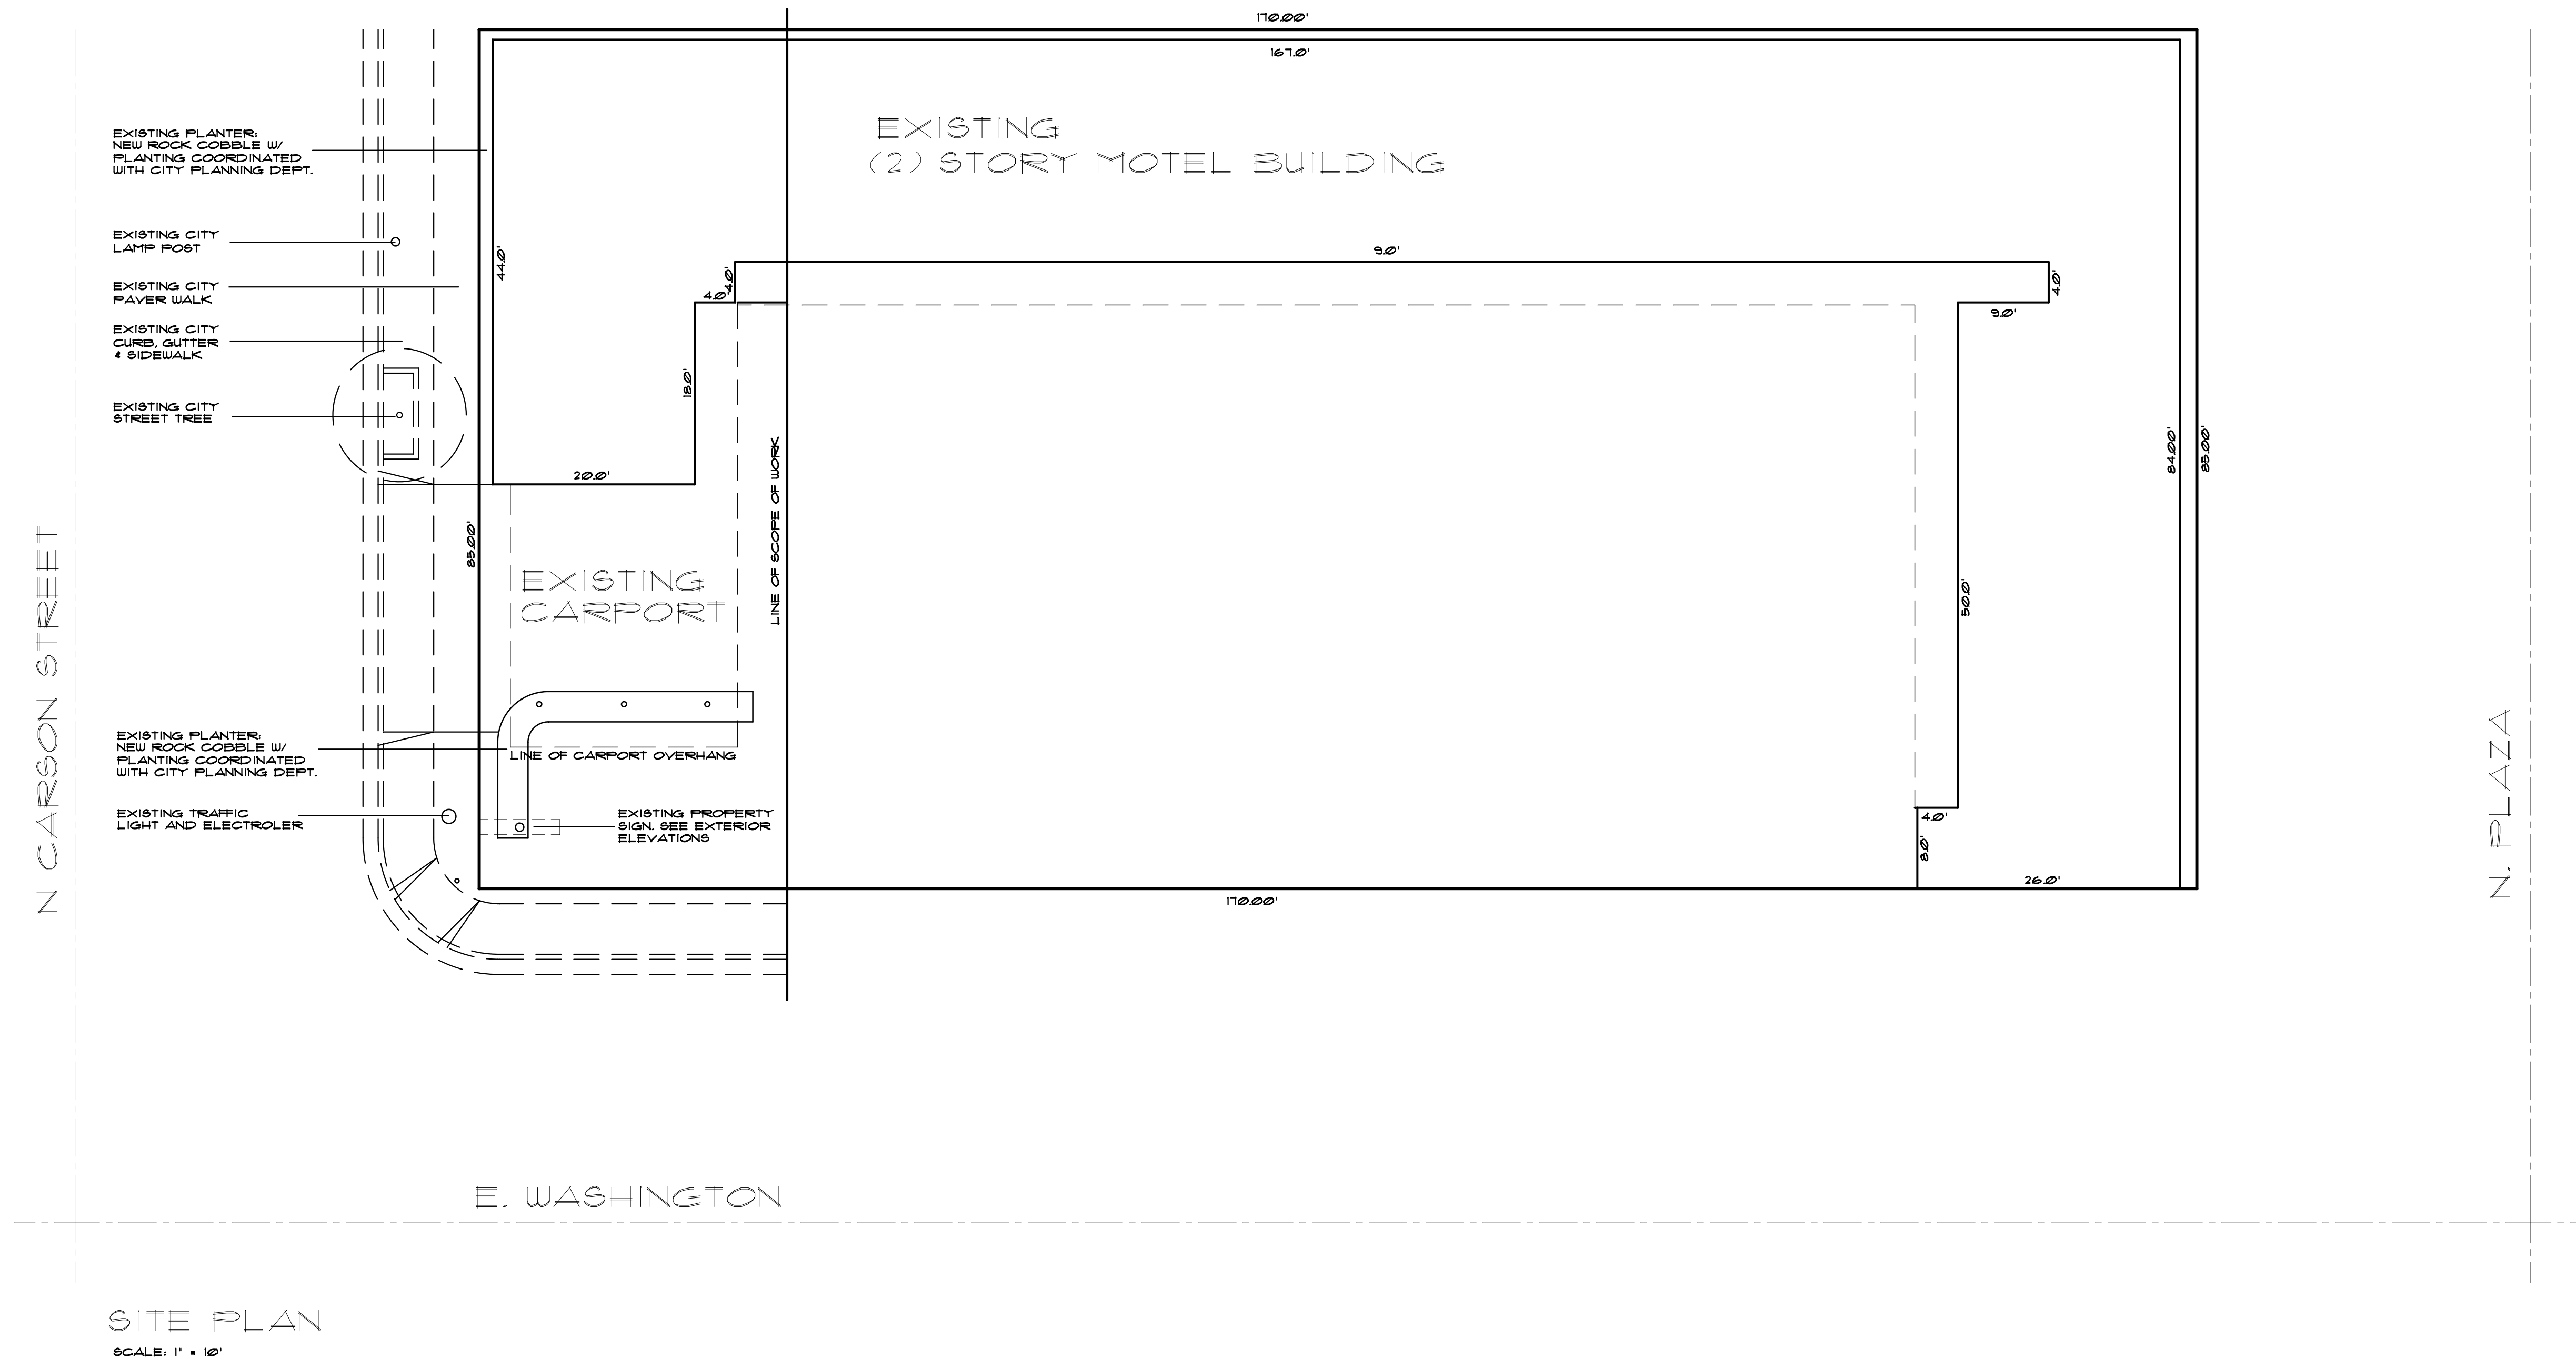 170.00'
167.0'
EXISTING
(2) STORY MOTEL BUILDING
EXISTING PLANTER:
NEW ROCK COBBLE W/
PLANTING COORDINATED
WITH CITY PLANNING DEPT.
EXISTING CITY
LAMP POST
EXISTING CITY
PAVER WALK
EXISTING CITY
CURB, GUTTER
& SIDEWALK
EXISTING CITY
STREET TREE
44.0'
4.0'
4.0'
9.0'
4.0'
9.0'
18.0'
20.0'
84.00'
85.00'
85.00'
LINE OF SCOPE OF WORK
EXISTING
CARPORT
50.0'
N CARSON STREET
N. PLAZA
EXISTING PLANTER:
NEW ROCK COBBLE W/
PLANTING COORDINATED
WITH CITY PLANNING DEPT.
LINE OF CARPORT OVERHANG
EXISTING TRAFFIC
LIGHT AND ELECTROLER
EXISTING PROPERTY
SIGN. SEE EXTERIOR
ELEVATIONS
4.0'
8.0'
26.0'
170.00'
E. WASHINGTON
SITE PLAN
SCALE: 1" = 10'